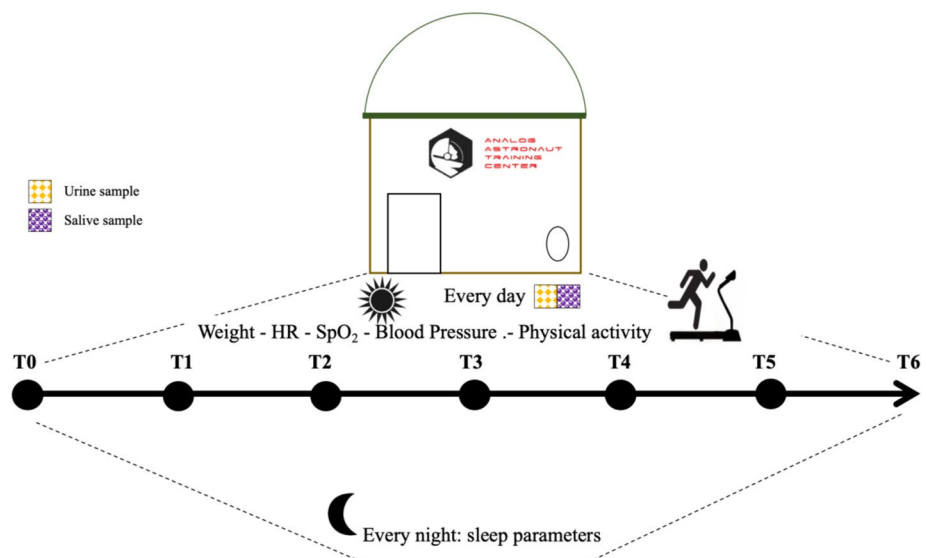 ANALOG
ASTRONAUT
TRAINING
CENTER
Urine sample
Salive sample
Every day
Weight - HR - SpO₂ - Blood Pressure .- Physical activity
T0 T1 T2 T3 T4 T5 T6
Every night: sleep parameters